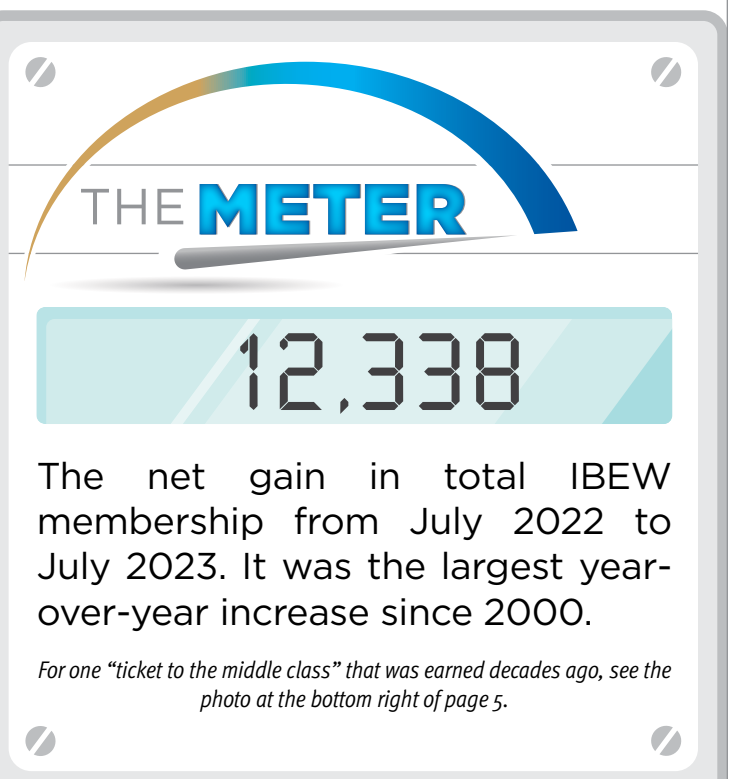 THE METER
12,338
The net gain in total IBEW
membership from July 2022 to
July 2023. It was the largest year-
over-year increase since 2000.
For one “ticket to the middle class” that was earned decades ago, see the
photo at the bottom right of page 5.